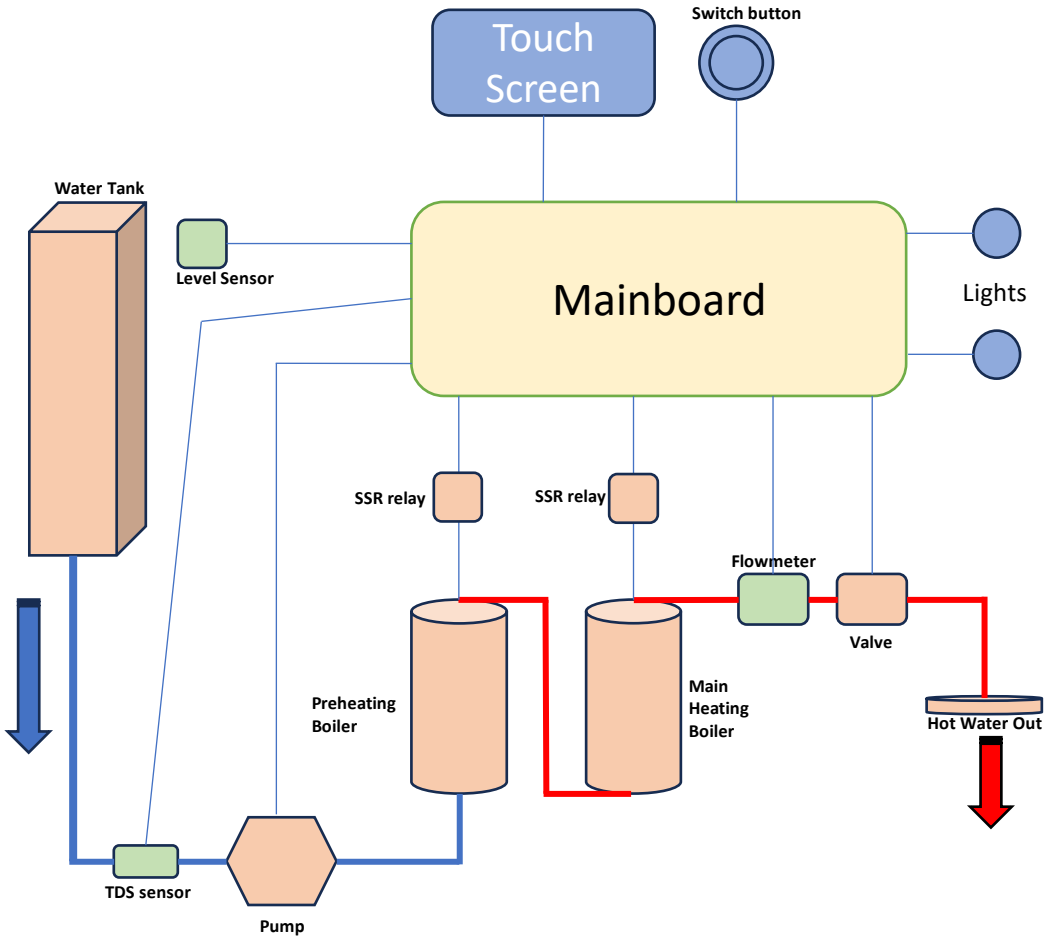 Switch button
Touch
Screen
Water Tank
Level Sensor
Mainboard
Lights
SSR relay
SSR relay
Flowmeter
Valve
Preheating
Boiler
Main
Heating
Boiler
Hot Water Out
TDS sensor
Pump